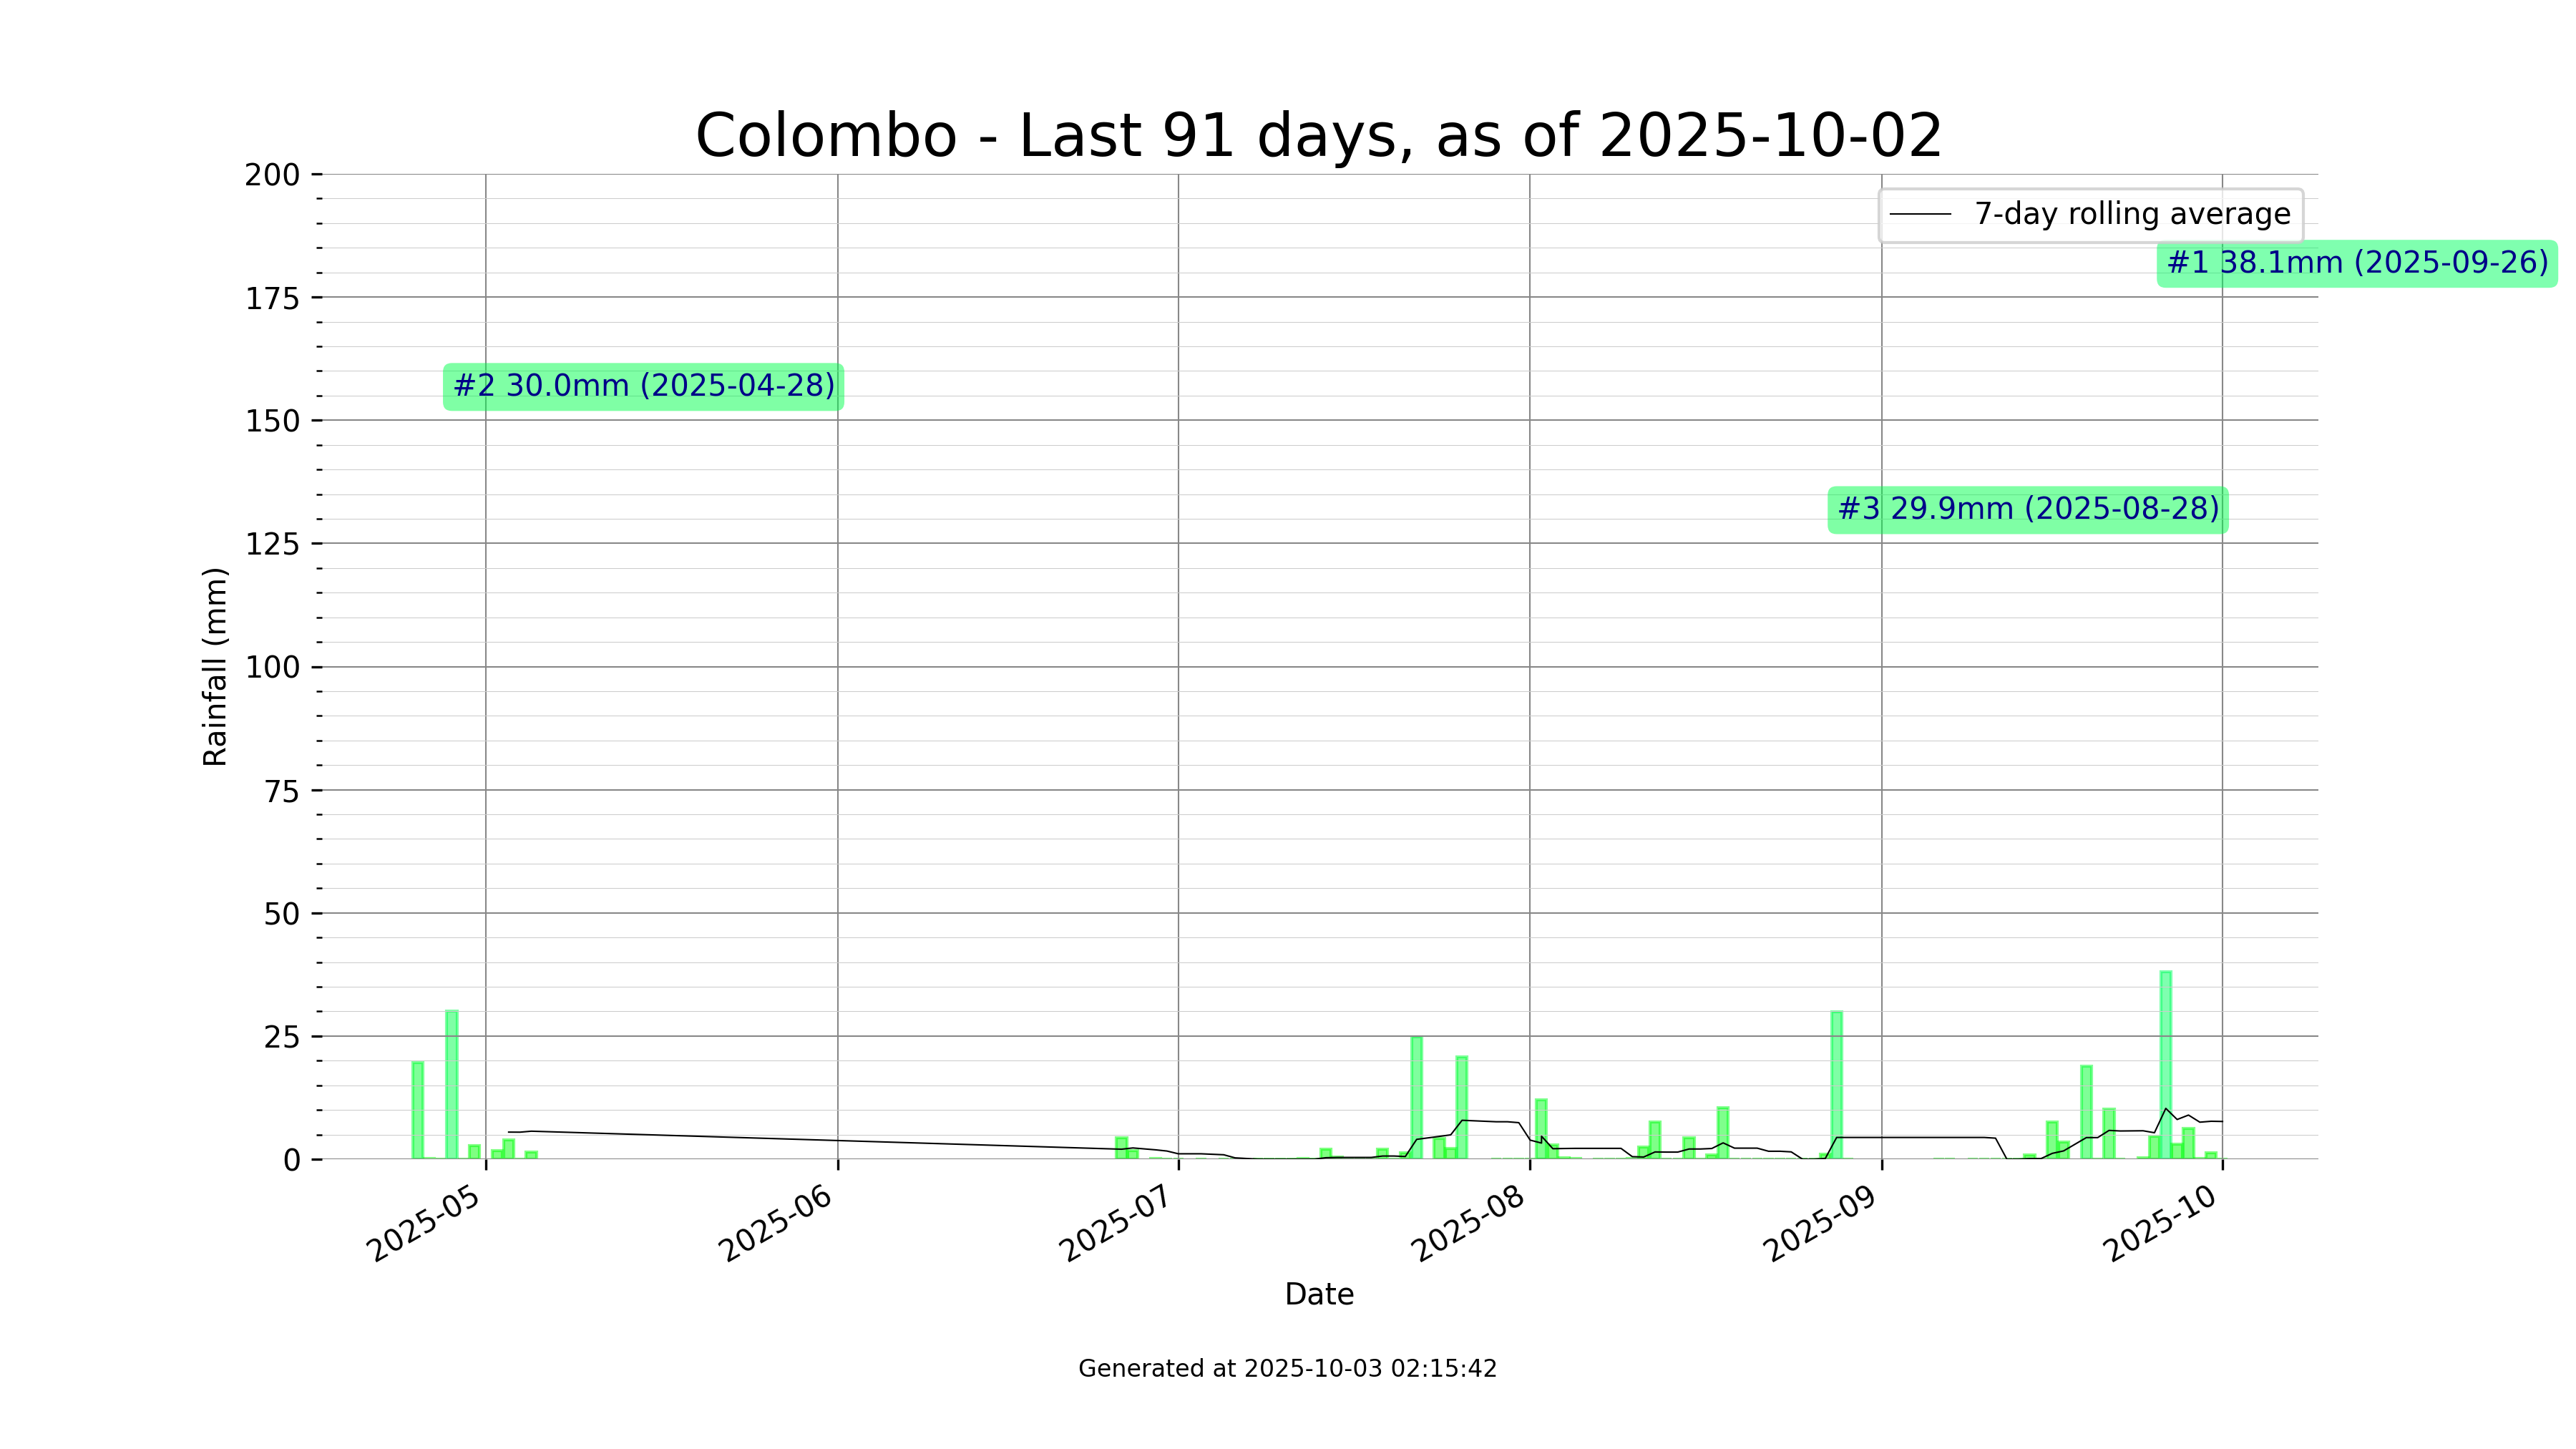 Colombo - Last 91 days, as of 2025-10-02
200
175
150
125
100
75
50
25
0
Rainfall (mm)
7-day rolling average
#1 38.1mm (2025-09-26)
#2 30.0mm (2025-04-28)
#3 29.9mm (2025-08-28)
2025-05
2025-06
2025-07
2025-08
2025-09
2025-10
Date
Generated at 2025-10-03 02:15:42